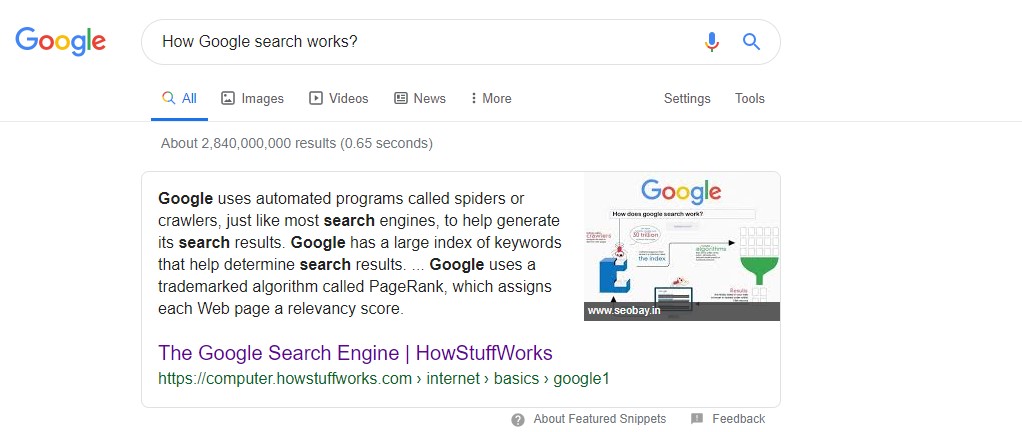 Google
How Google search works?
All Images Videos News More Settings Tools
About 2,840,000,000 results (0.65 seconds)
Google uses automated programs called spiders or
crawlers, just like most search engines, to help generate
its search results. Google has a large index of keywords
that help determine search results. ... Google uses a
trademarked algorithm called PageRank, which assigns
each Web page a relevancy score.
Google
How does google search work?
crawlers
30 trillion
the index
algorithms
Results
www.seobay.in
The Google Search Engine | HowStuffWorks
https://computer.howstuffworks.com › internet › basics › google1
About Featured Snippets Feedback